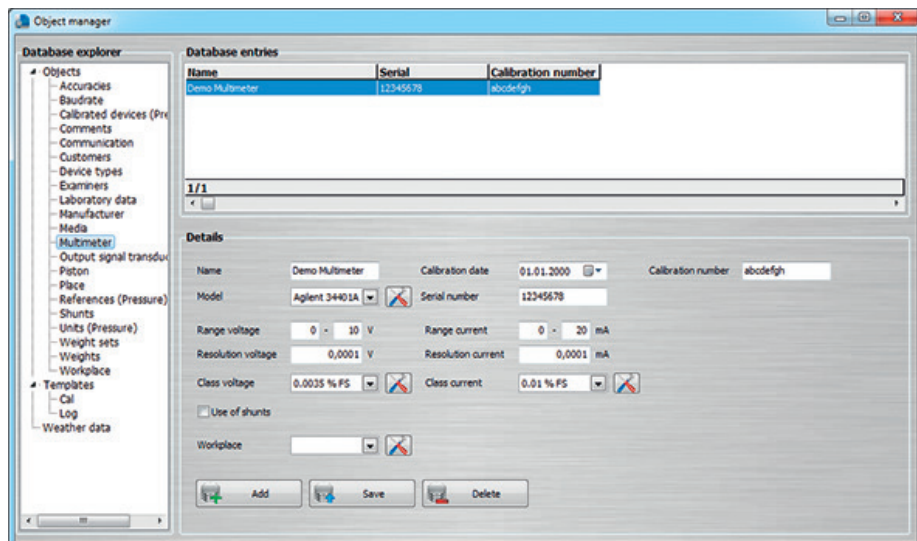 Object manager
Database explorer
Objects
Accuracies
Baudrate
Calibrated devices (Pre
Comments
Communication
Customers
Device types
Examiners
Laboratory data
Manufacturer
Media
Multimeter
Output signal transduc
Piston
Place
References (Pressure)
Shunts
Units (Pressure)
Weight sets
Weights
Workplace
Templates
Cal
Log
Weather data
Database entries
Name Serial Calibration number
Demo Multimeter 12345678 abcdefgh
1/1
Details
Name Demo Multimeter Calibration date 01.01.2000 Calibration number abcdefgh
Model Agilent 34401A Serial number 12345678
Range voltage 0 - 10 V Range current 0 - 20 mA
Resolution voltage 0,0001 V Resolution current 0,0001 mA
Class voltage 0.0035 % FS Class current 0.01 % FS
Use of shunts
Workplace
Add Save Delete